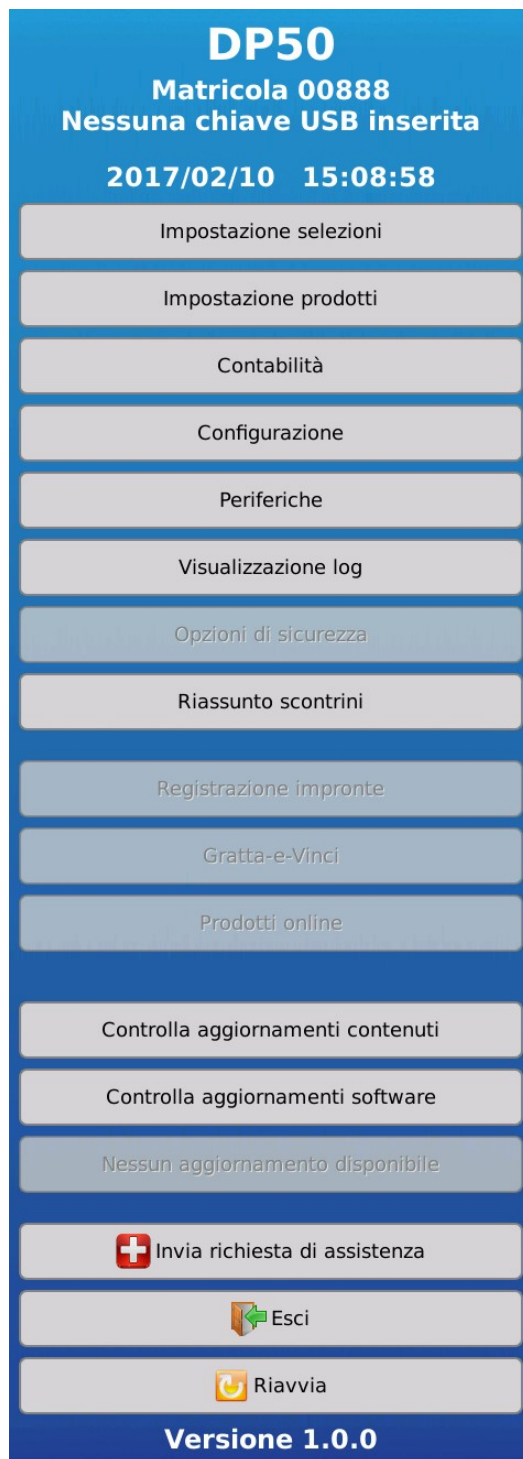 DP50
Matricola 00888
Nessuna chiave USB inserita
2017/02/10 15:08:58
Impostazione selezioni
Impostazione prodotti
Contabilità
Configurazione
Periferiche
Visualizzazione log
Opzioni di sicurezza
Riassunto scontrini
Registrazione impronte
Gratta-e-Vinci
Prodotti online
Controlla aggiornamenti contenuti
Controlla aggiornamenti software
Nessun aggiornamento disponibile
Invia richiesta di assistenza
Esci
Riavvia
Versione 1.0.0